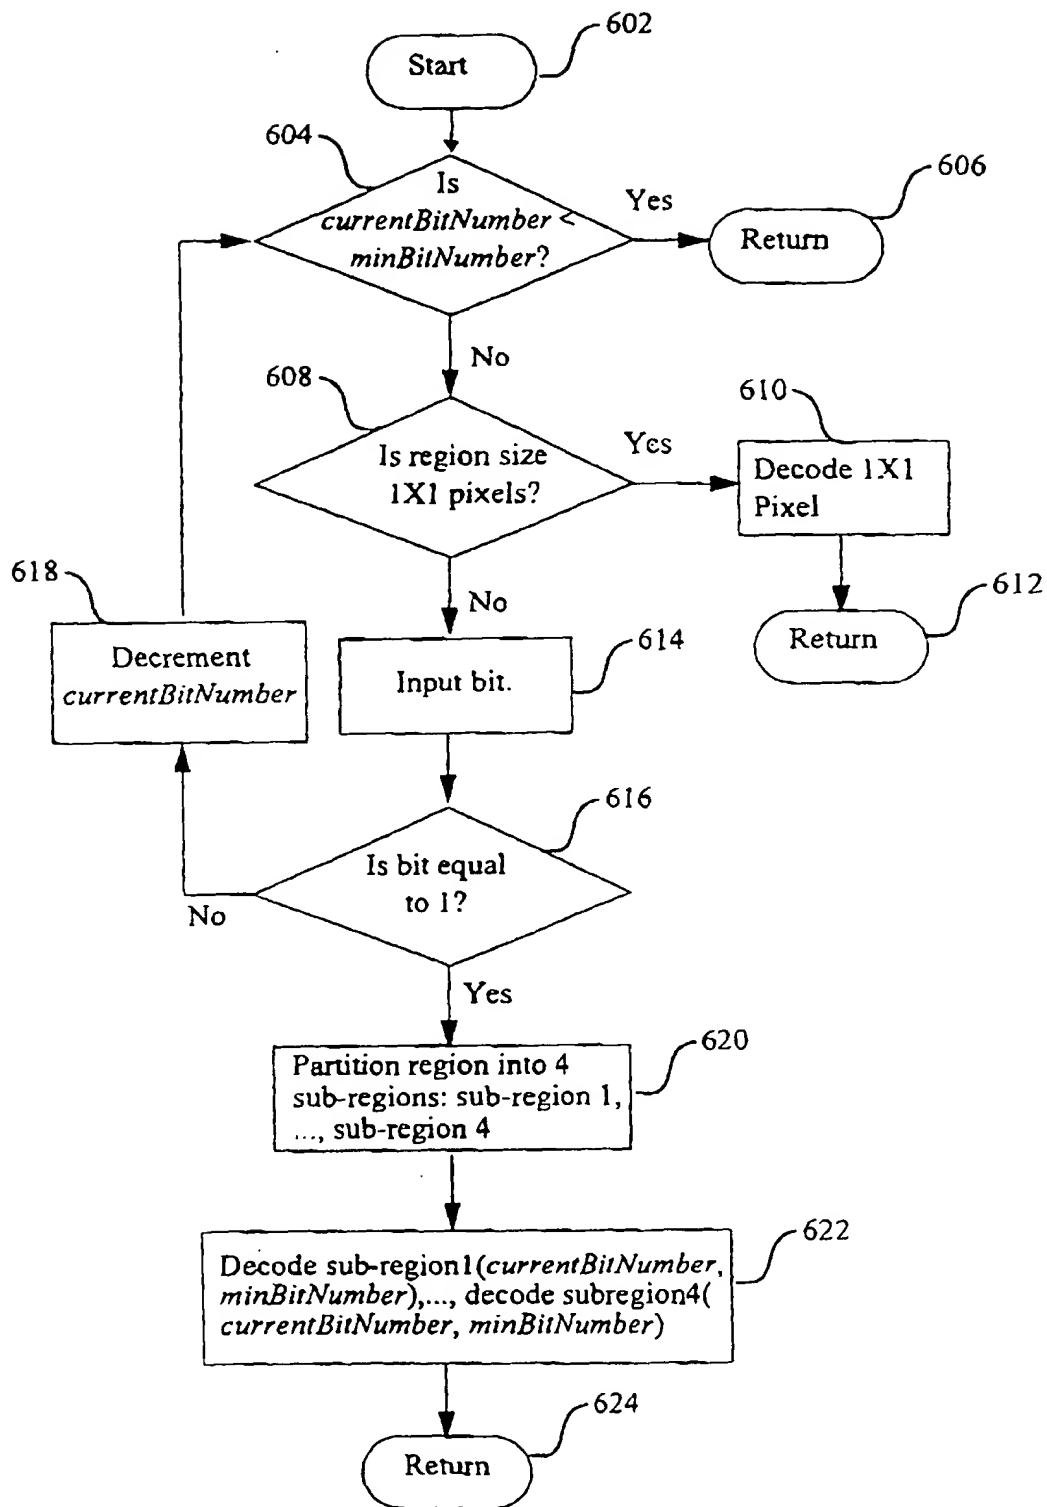 602
Start
604
Is
currentBitNumber <
minBitNumber?
Yes
606
Return
No
608
Is region size
1X1 pixels?
Yes
610
Decode 1X1
Pixel
612
Return
No
618
Decrement
currentBitNumber
614
Input bit.
616
Is bit equal
to 1?
No
Yes
620
Partition region into 4
sub-regions: sub-region 1,
..., sub-region 4
622
Decode sub-region1(currentBitNumber,
minBitNumber),..., decode subregion4(
currentBitNumber, minBitNumber)
624
Return